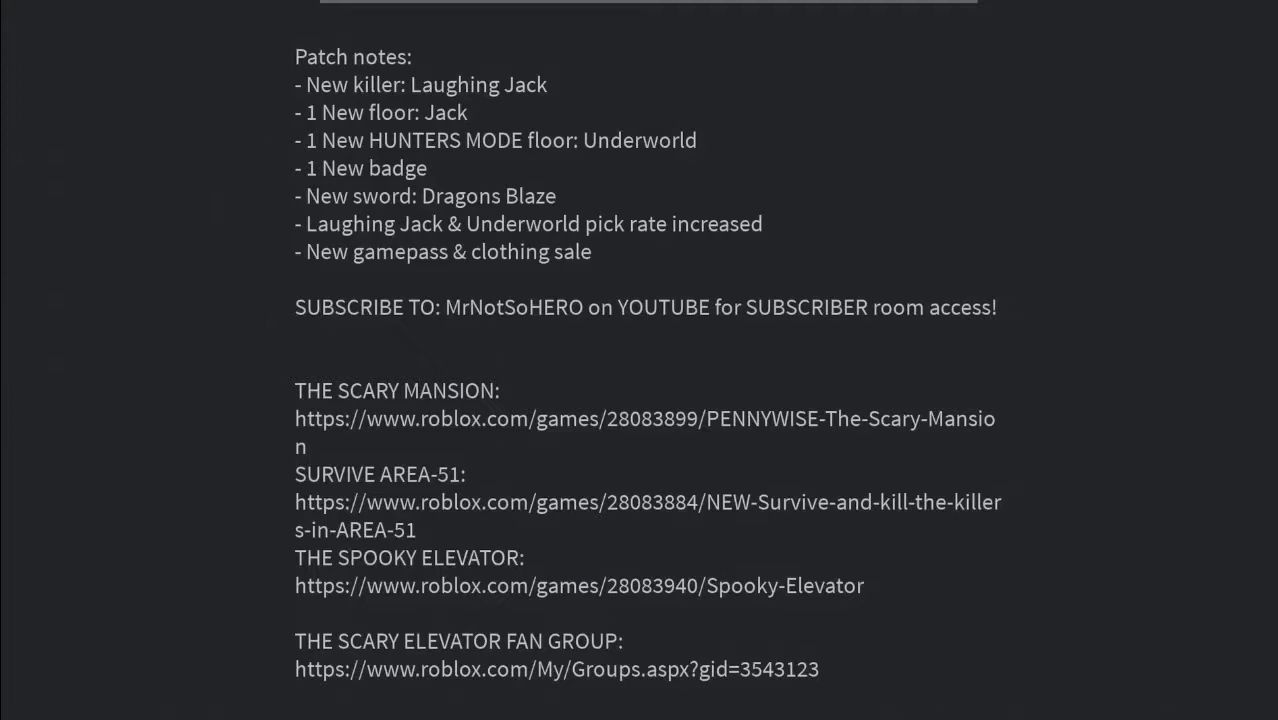 Patch notes:
- New killer: Laughing Jack
- 1 New floor: Jack
- 1 New HUNTERS MODE floor: Underworld
- 1 New badge
- New sword: Dragons Blaze
- Laughing Jack & Underworld pick rate increased
- New gamepass & clothing sale
SUBSCRIBE TO: MrNotSoHERO on YOUTUBE for SUBSCRIBER room access!
THE SCARY MANSION:
https://www.roblox.com/games/28083899/PENNYWISE-The-Scary-Mansio
n
SURVIVE AREA-51:
https://www.roblox.com/games/28083884/NEW-Survive-and-kill-the-killer
s-in-AREA-51
THE SPOOKY ELEVATOR:
https://www.roblox.com/games/28083940/Spooky-Elevator
THE SCARY ELEVATOR FAN GROUP:
https://www.roblox.com/My/Groups.aspx?gid=3543123